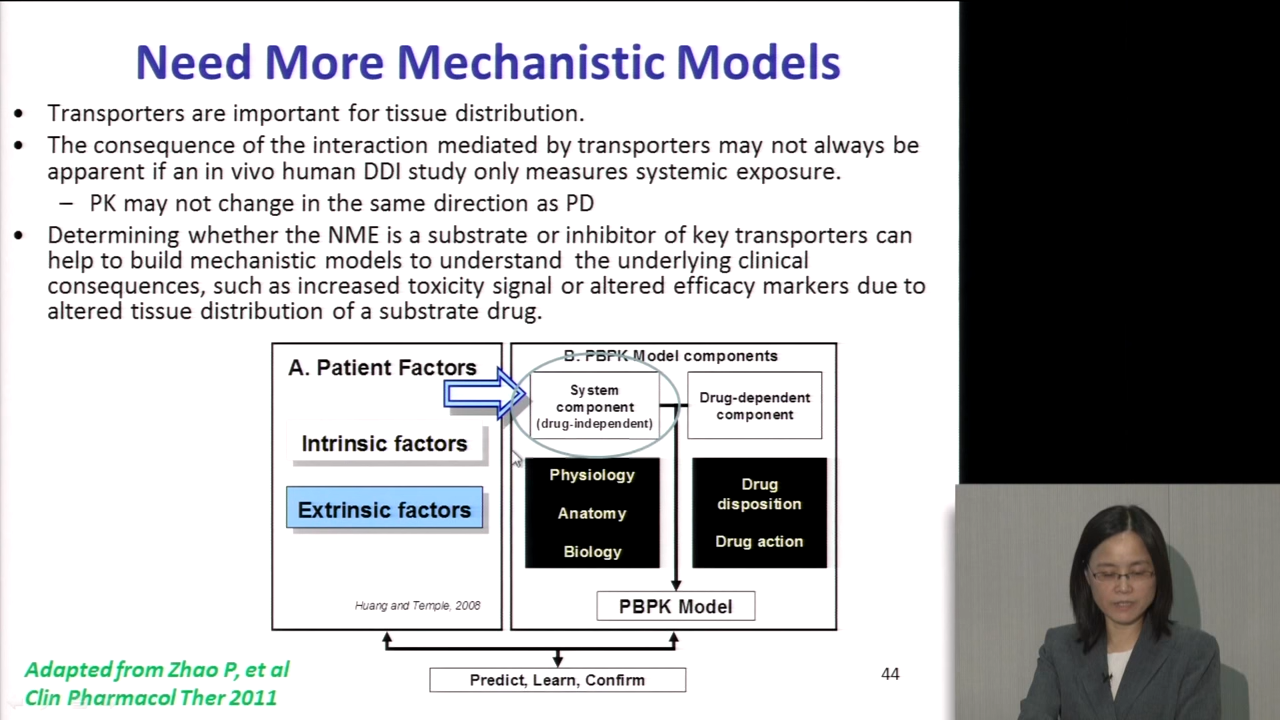 Need More Mechanistic Models
• Transporters are important for tissue distribution.
• The consequence of the interaction mediated by transporters may not always be
apparent if an in vivo human DDI study only measures systemic exposure.
– PK may not change in the same direction as PD
• Determining whether the NME is a substrate or inhibitor of key transporters can
help to build mechanistic models to understand the underlying clinical
consequences, such as increased toxicity signal or altered efficacy markers due to
altered tissue distribution of a substrate drug.
A. Patient Factors
Intrinsic factors
Extrinsic factors
Huang and Temple, 2008
B. PBPK Model components
System
component
(drug-independent)
Drug-dependent
component
Physiology
Anatomy
Biology
Drug
disposition
Drug action
PBPK Model
Predict, Learn, Confirm
Adapted from Zhao P, et al
Clin Pharmacol Ther 2011
44